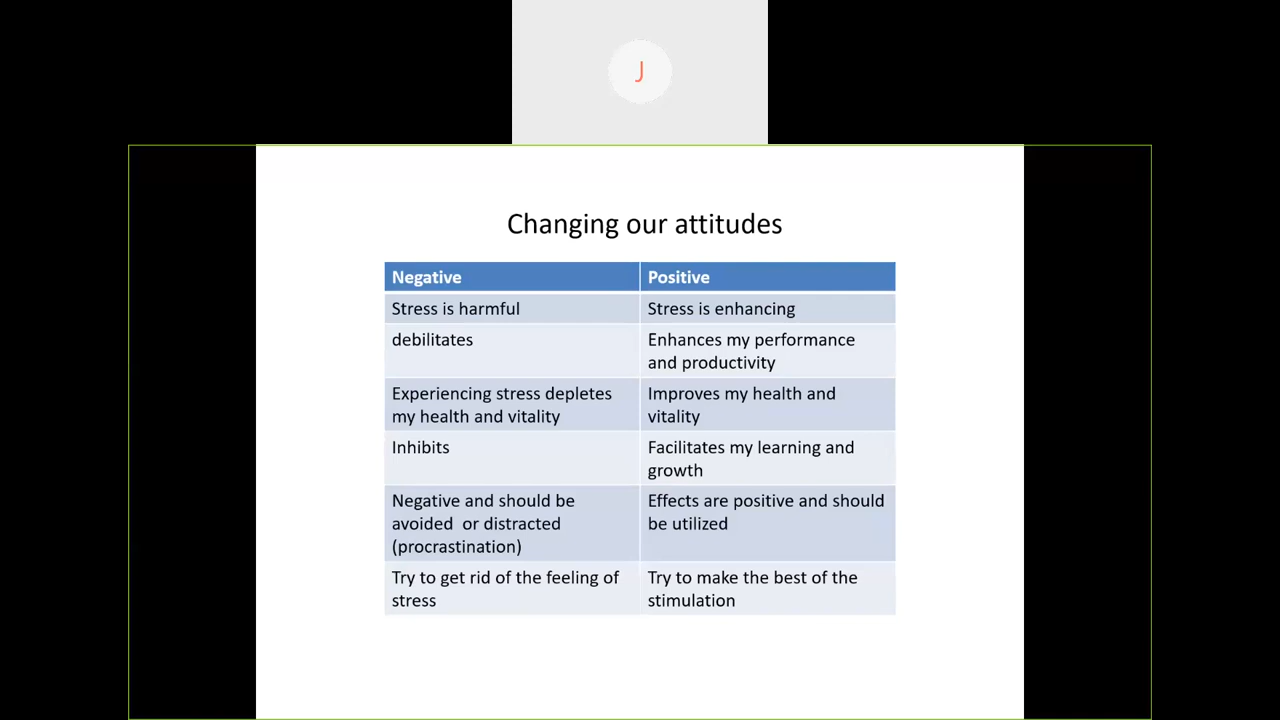 J
Changing our attitudes
Negative
Positive
Stress is harmful
Stress is enhancing
debilitates
Enhances my performance
and productivity
Experiencing stress depletes
my health and vitality
Improves my health and
vitality
Inhibits
Facilitates my learning and
growth
Negative and should be
avoided  or distracted
(procrastination)
Effects are positive and should
be utilized
Try to get rid of the feeling of
stress
Try to make the best of the
stimulation